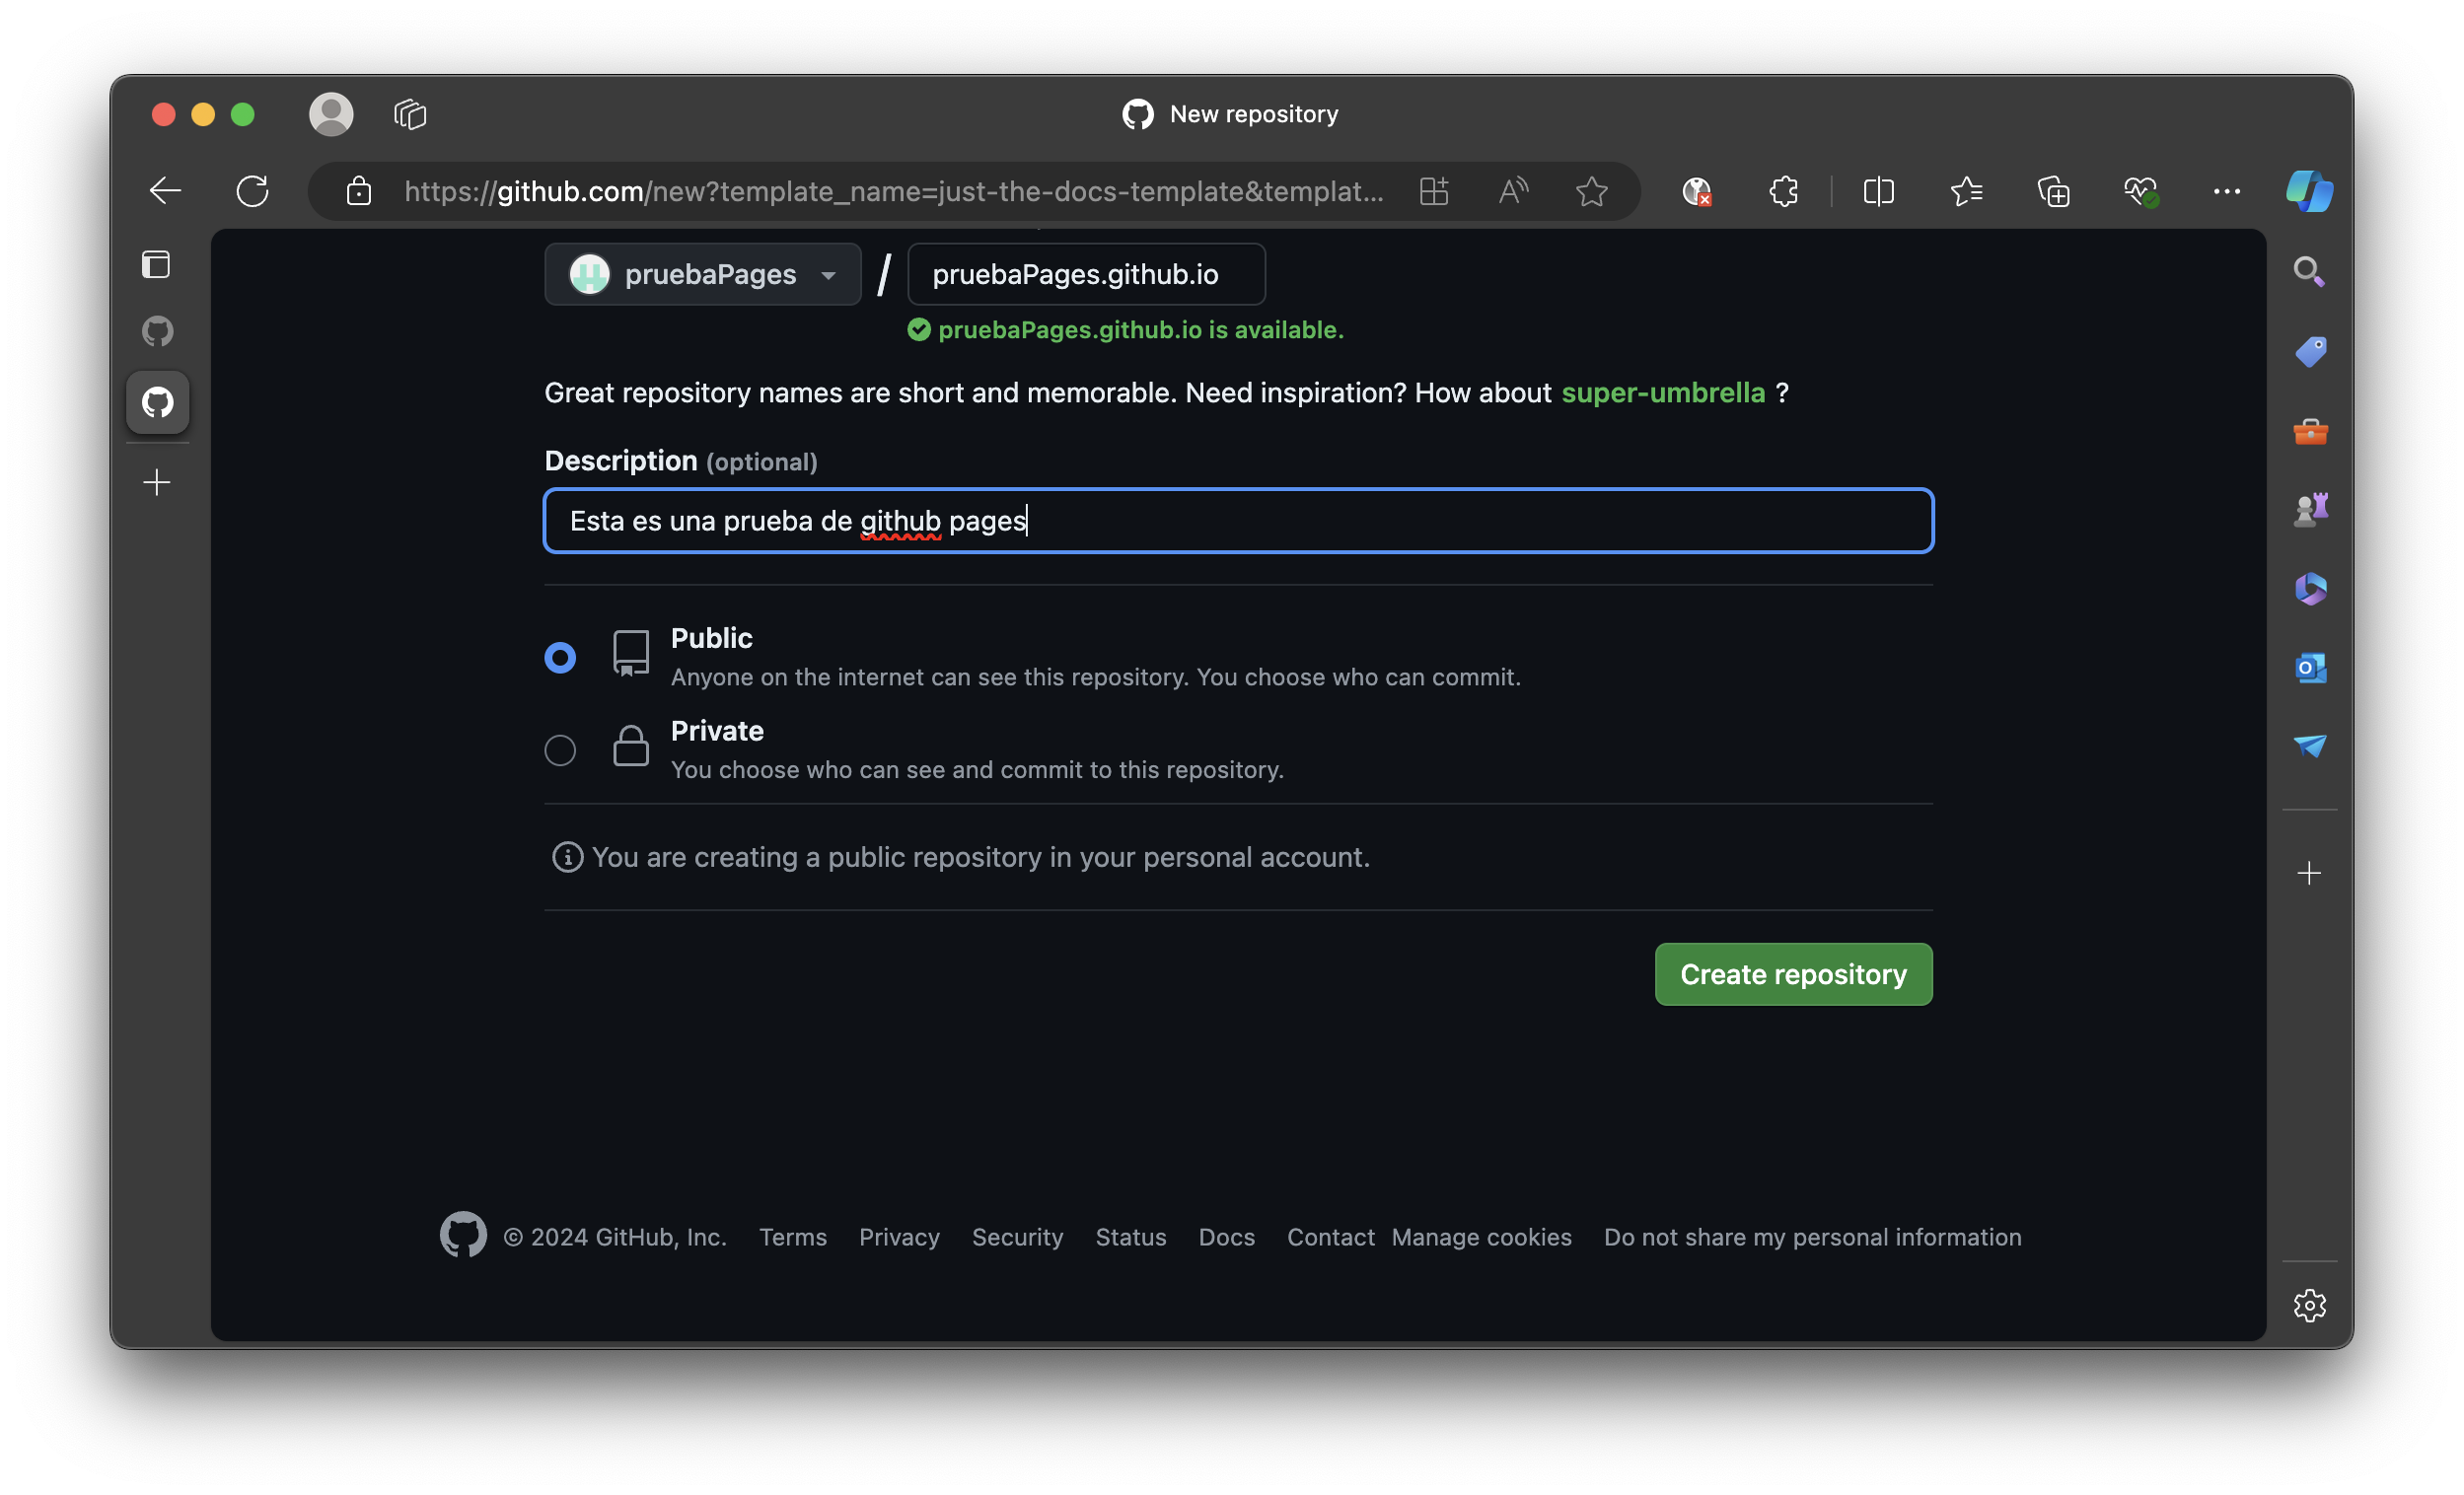 New repository
https://github.com/new?template_name=just-the-docs-template&templat...
pruebaPages / pruebaPages.github.io
pruebaPages.github.io is available.
Great repository names are short and memorable. Need inspiration? How about super-umbrella ?
Description (optional)
Esta es una prueba de github pages
Public
Anyone on the internet can see this repository. You choose who can commit.
Private
You choose who can see and commit to this repository.
You are creating a public repository in your personal account.
Create repository
© 2024 GitHub, Inc. Terms Privacy Security Status Docs Contact Manage cookies Do not share my personal information